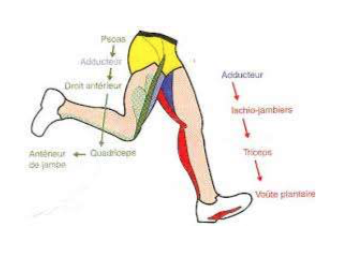 Psoas
Adducteur
Droit antérieur
Quadriceps
Antérieur
de jambe
Adducteur
Ischio-jambiers
Triceps
Voûte plantaire